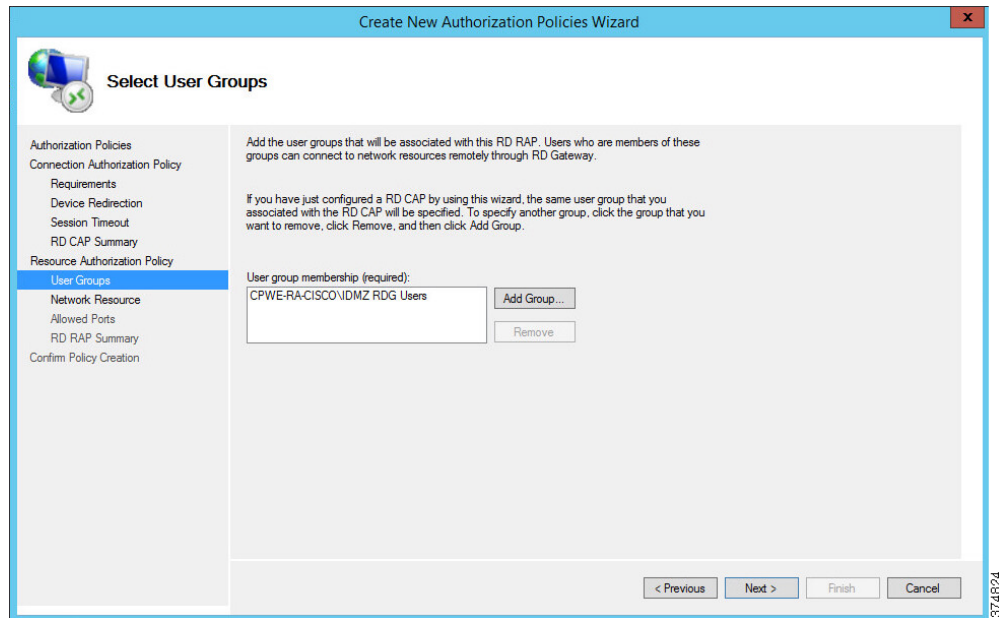 Create New Authorization Policies Wizard
x
Select User Groups
Authorization Policies
Connection Authorization Policy
Requirements
Device Redirection
Session Timeout
RD CAP Summary
Resource Authorization Policy
User Groups
Network Resource
Allowed Ports
RD RAP Summary
Confirm Policy Creation
Add the user groups that will be associated with this RD RAP. Users who are members of these
groups can connect to network resources remotely through RD Gateway.
If you have just configured a RD CAP by using this wizard, the same user group that you
associated with the RD CAP will be specified. To specify another group, click the group that you
want to remove, click Remove, and then click Add Group.
User group membership (required):
CPWE-RA-CISCO\IDMZ RDG Users
Add Group...
Remove
< Previous
Next >
Finish
Cancel
374824